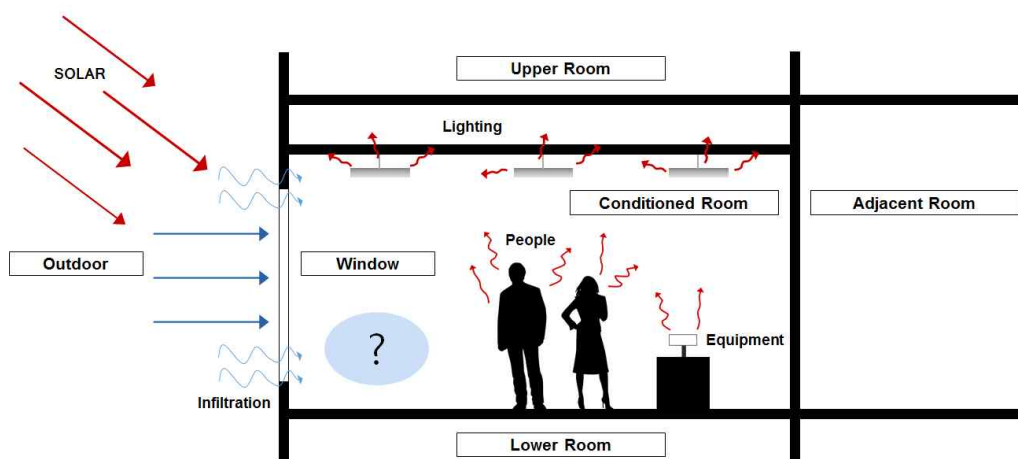 SOLAR
Upper Room
Lighting
Conditioned Room
Adjacent Room
People
Outdoor
Window
?
Equipment
Infiltration
Lower Room